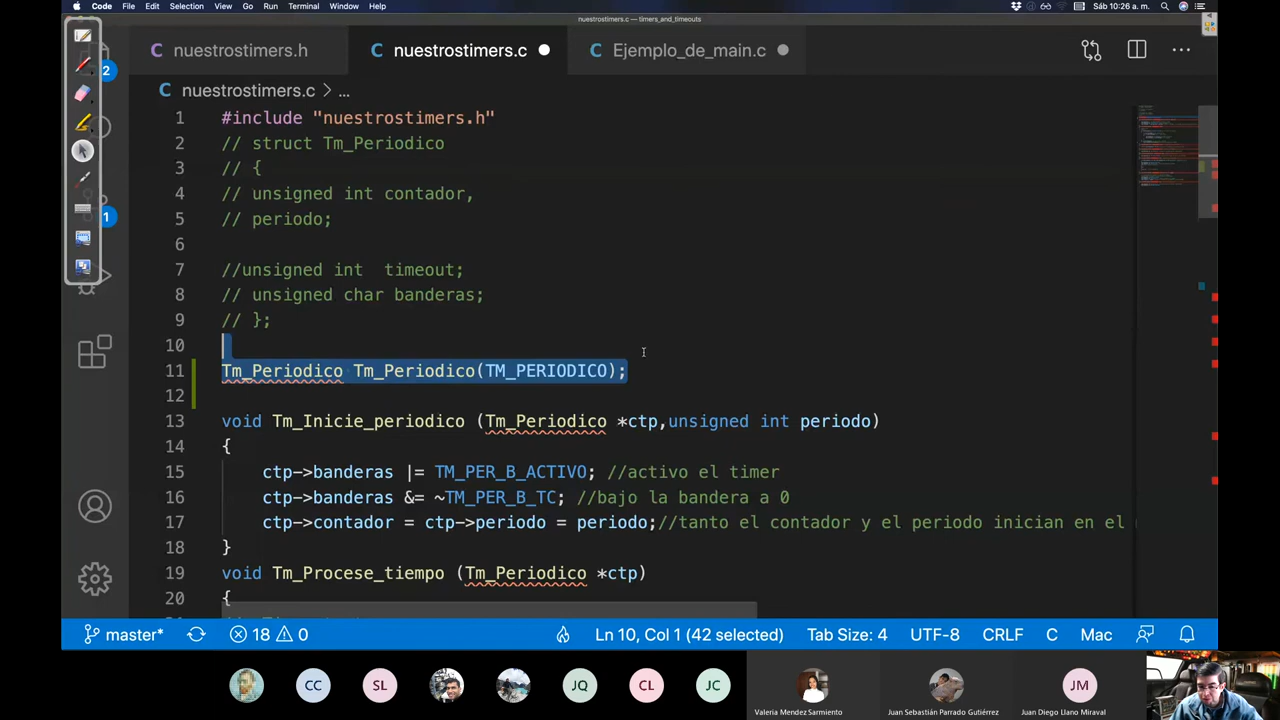 Code File Edit Selection View Go Run Terminal Window Help
Sáb 10:26 a. m.
nuestrostimers.c — timers_and_timeouts
C nuestrostimers.h
C nuestrostimers.c
C Ejemplo_de_main.c
C nuestrostimers.c > ...
1 #include "nuestrostimers.h"
2 // struct Tm_Periodico
3 // {
4 // unsigned int contador,
5 // periodo;
6
7 //unsigned int timeout;
8 // unsigned char banderas;
9 // };
10
11 Tm_Periodico Tm_Periodico(TM_PERIODICO);
12
13 void Tm_Inicie_periodico (Tm_Periodico *ctp,unsigned int periodo)
14 {
15 ctp->banderas |= TM_PER_B_ACTIVO; //activo el timer
16 ctp->banderas &= ~TM_PER_B_TC; //bajo la bandera a 0
17 ctp->contador = ctp->periodo = periodo;//tanto el contador y el periodo inician en el
18 }
19 void Tm_Procese_tiempo (Tm_Periodico *ctp)
20 {
2
1
master* 18 0 Ln 10, Col 1 (42 selected) Tab Size: 4 UTF-8 CRLF C Mac
CC SL JQ CL JC JM
Valeria Mendez Sarmiento Juan Sebastián Parrado Gutiérrez Juan Diego Llano Miraval